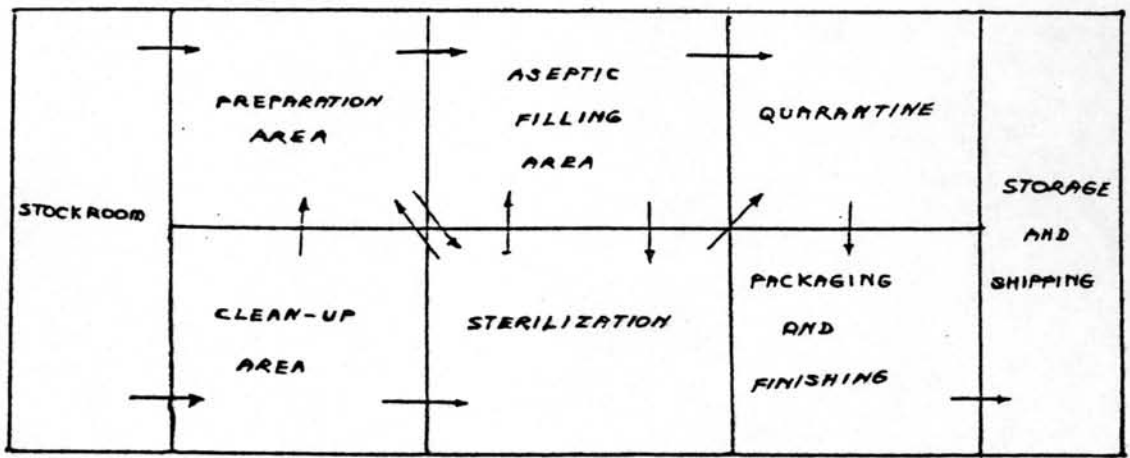 STOCKROOM
PREPARATION
AREA
CLEAN-UP
AREA
ASEPTIC
FILLING
AREA
STERILIZATION
QUARANTINE
PACKAGING
AND
FINISHING
STORAGE
AND
SHIPPING